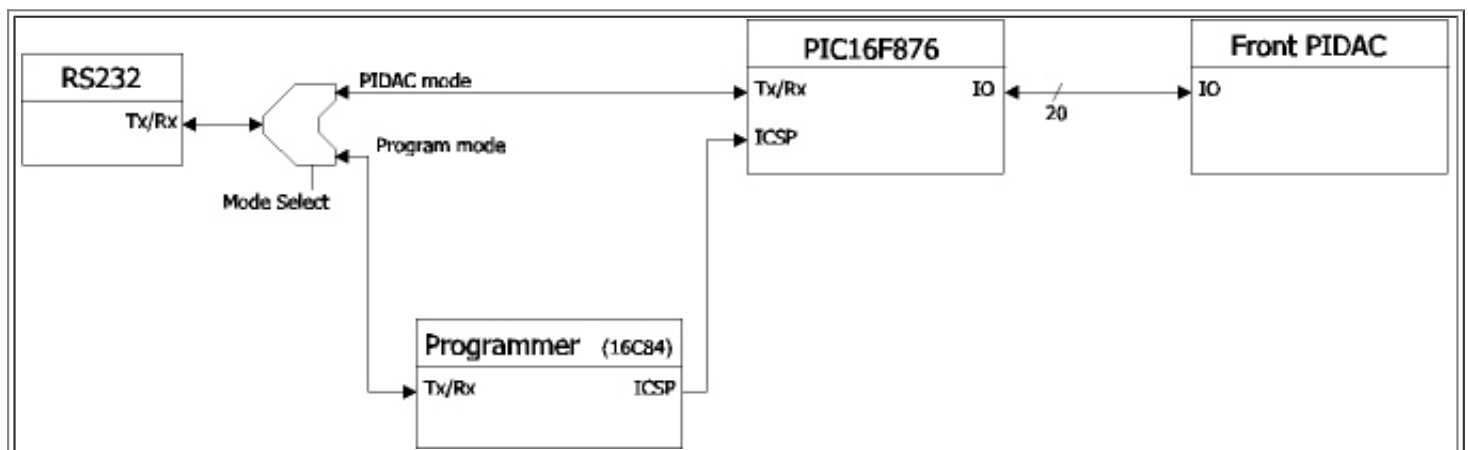 RS232
Tx/Rx
PIDAC mode
Program mode
Mode Select
PIC16F876
Tx/Rx
IO
ICSP
20
Front PIDAC
IO
Programmer (16C84)
Tx/Rx
ICSP